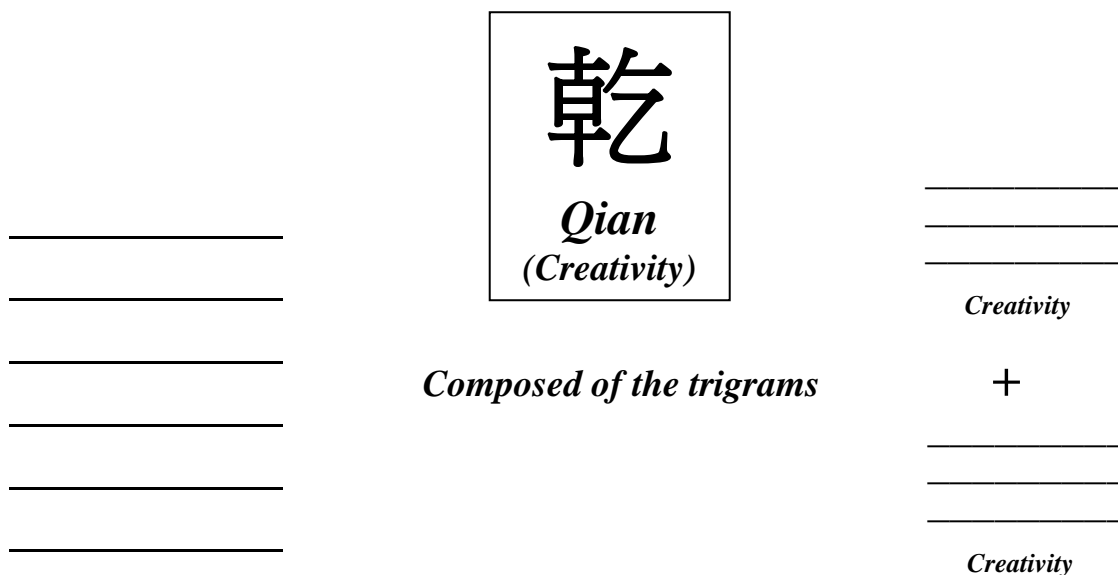 乾
Qian
(Creativity)
Creativity
Composed of the trigrams
+
Creativity